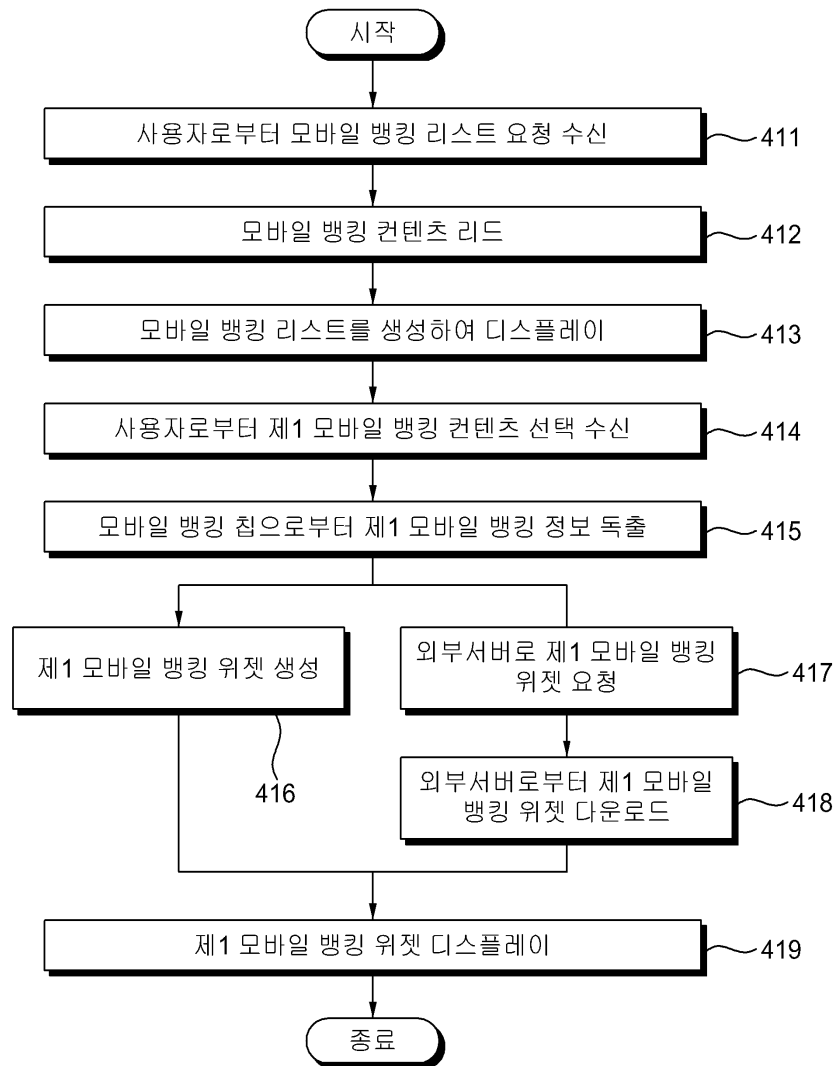 시작
사용자로부터 모바일 뱅킹 리스트 요청 수신
411
모바일 뱅킹 컨텐츠 리드
412
모바일 뱅킹 리스트를 생성하여 디스플레이
413
사용자로부터 제1 모바일 뱅킹 컨텐츠 선택 수신
414
모바일 뱅킹 칩으로부터 제1 모바일 뱅킹 정보 독출
415
제1 모바일 뱅킹 위젯 생성
416
외부서버로 제1 모바일 뱅킹
위젯 요청
417
외부서버로부터 제1 모바일
뱅킹 위젯 다운로드
418
제1 모바일 뱅킹 위젯 디스플레이
419
종료